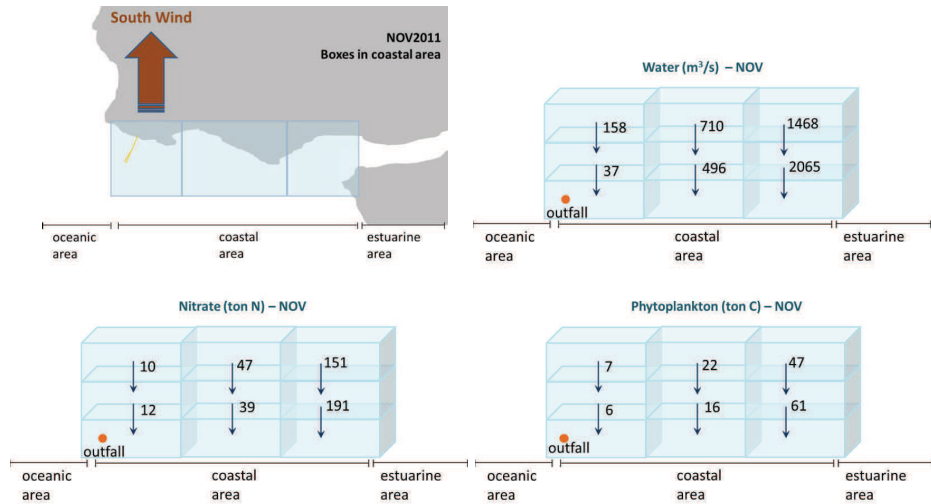 South Wind
NOV2011
Boxes in coastal area
oceanic
area
coastal
area
estuarine
area
Water (m³/s) – NOV
158
710
1468
37
496
2065
outfall
oceanic
area
coastal
area
estuarine
area
Nitrate (ton N) – NOV
10
47
151
12
39
191
outfall
oceanic
area
coastal
area
estuarine
area
Phytoplankton (ton C) – NOV
7
22
47
6
16
61
outfall
oceanic
area
coastal
area
estuarine
area